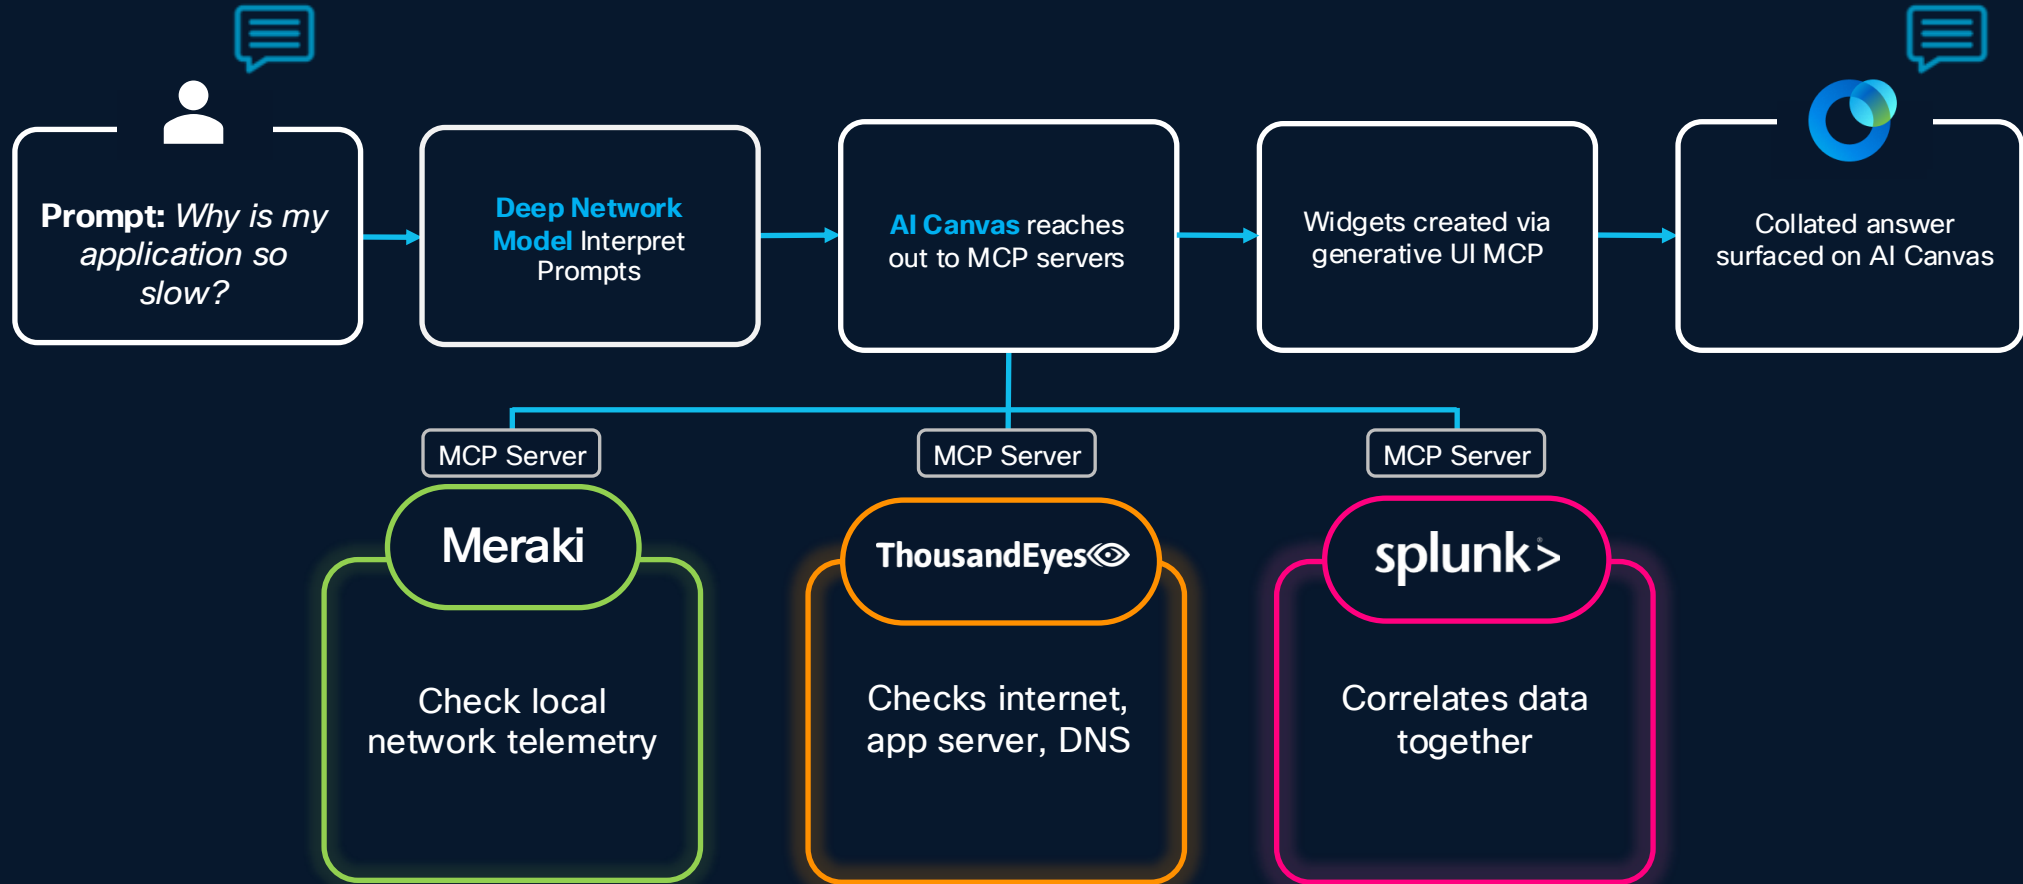 Prompt: Why is my
application so
slow?
Deep Network
Model Interpret
Prompts
AI Canvas reaches
out to MCP servers
Widgets created via
generative UI MCP
Collated answer
surfaced on AI Canvas
MCP Server
Meraki
Check local
network telemetry
MCP Server
ThousandEyes
Checks internet,
app server, DNS
MCP Server
splunk>
Correlates data
together